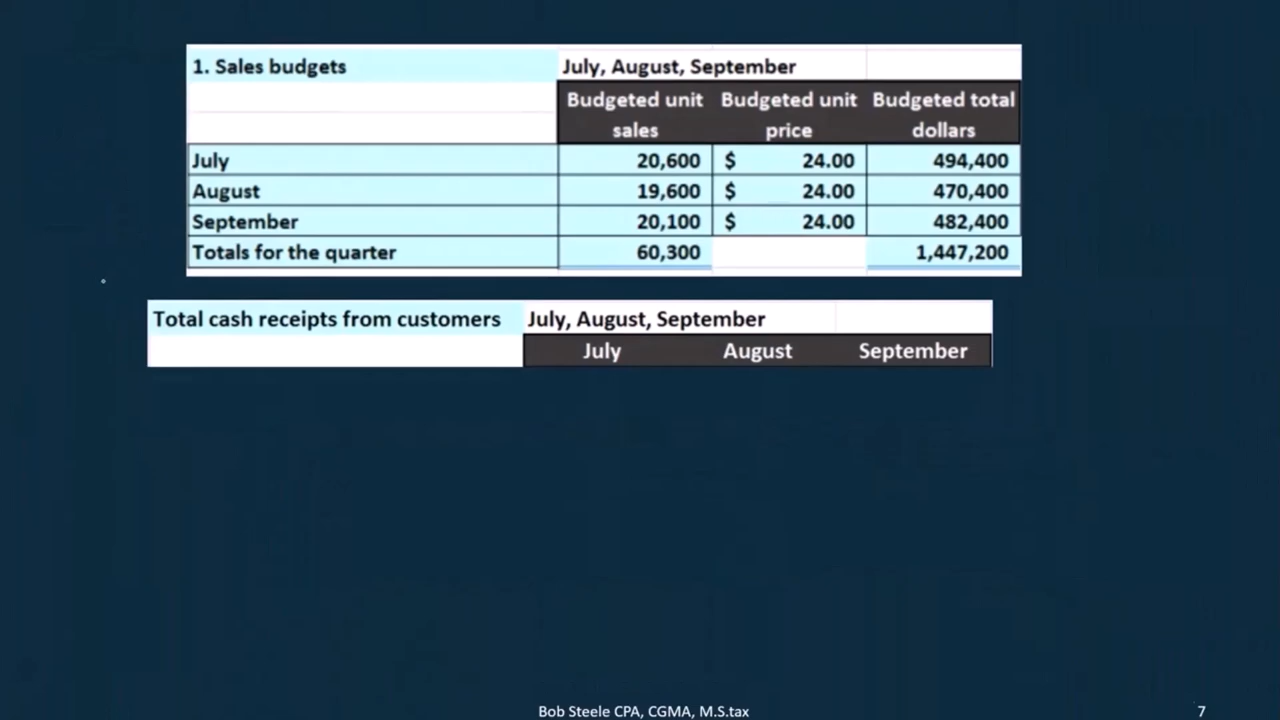 1. Sales budgets July, August, September
Budgeted unit sales Budgeted unit price Budgeted total dollars
July 20,600 $ 24.00 494,400
August 19,600 $ 24.00 470,400
September 20,100 $ 24.00 482,400
Totals for the quarter 60,300 1,447,200
Total cash receipts from customers July, August, September
July August September
Bob Steele CPA, CGMA, M.S.tax 7